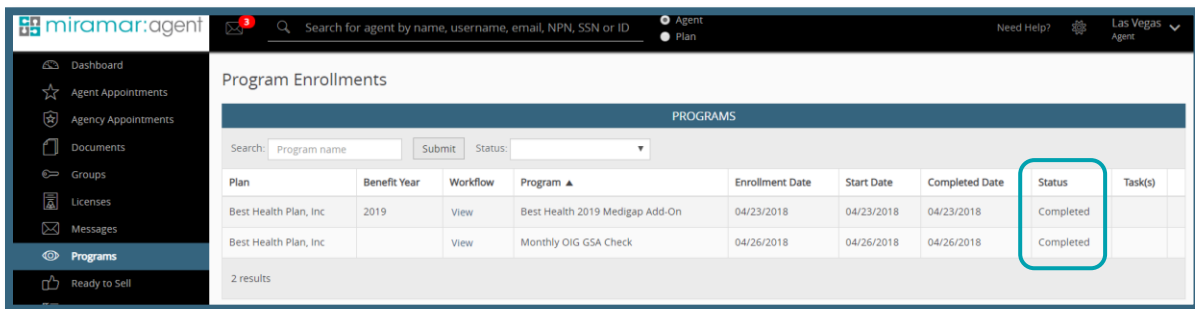 miramar:agent
3
Search for agent by name, username, email, NPN, SSN or ID
Agent
Plan
Need Help?
Las Vegas
Agent
Dashboard
Agent Appointments
Agency Appointments
Documents
Groups
Licenses
Messages
Programs
Ready to Sell
Program Enrollments
PROGRAMS
Search: Program name Submit Status:
Plan Benefit Year Workflow Program ▲ Enrollment Date Start Date Completed Date Status Task(s)
Best Health Plan, Inc 2019 View Best Health 2019 Medigap Add-On 04/23/2018 04/23/2018 04/23/2018 Completed
Best Health Plan, Inc View Monthly OIG GSA Check 04/26/2018 04/26/2018 04/26/2018 Completed
2 results